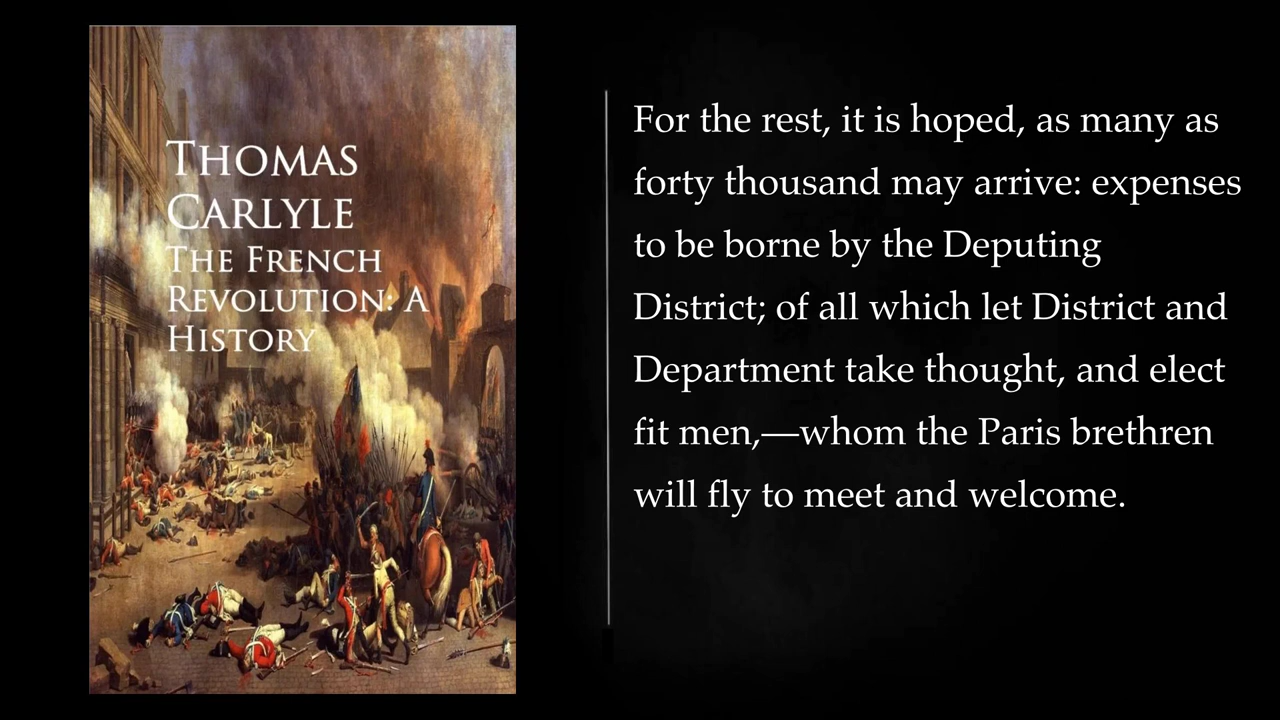 THOMAS
CARLYLE
THE FRENCH
REVOLUTION: A
HISTORY
For the rest, it is hoped, as many as
forty thousand may arrive: expenses
to be borne by the Deputing
District; of all which let District and
Department take thought, and elect
fit men,—whom the Paris brethren
will fly to meet and welcome.